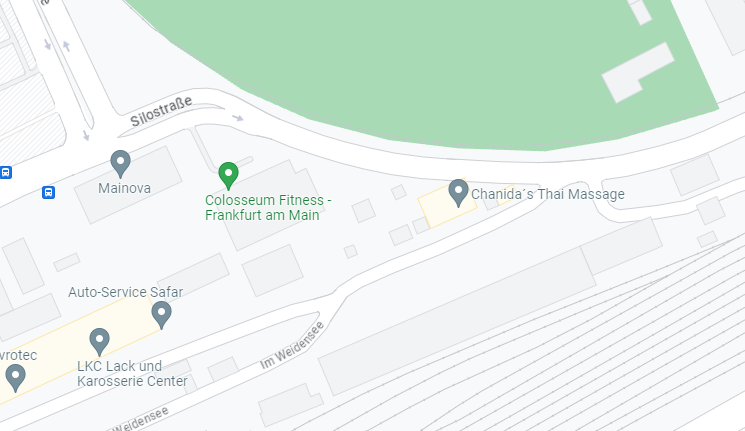 Silostraße
Mainova
Colosseum Fitness -
Frankfurt am Main
Chanida´s Thai Massage
Auto-Service Safar
vrotec
LKC Lack und
Karosserie Center
Im Weidensee
Weidensee